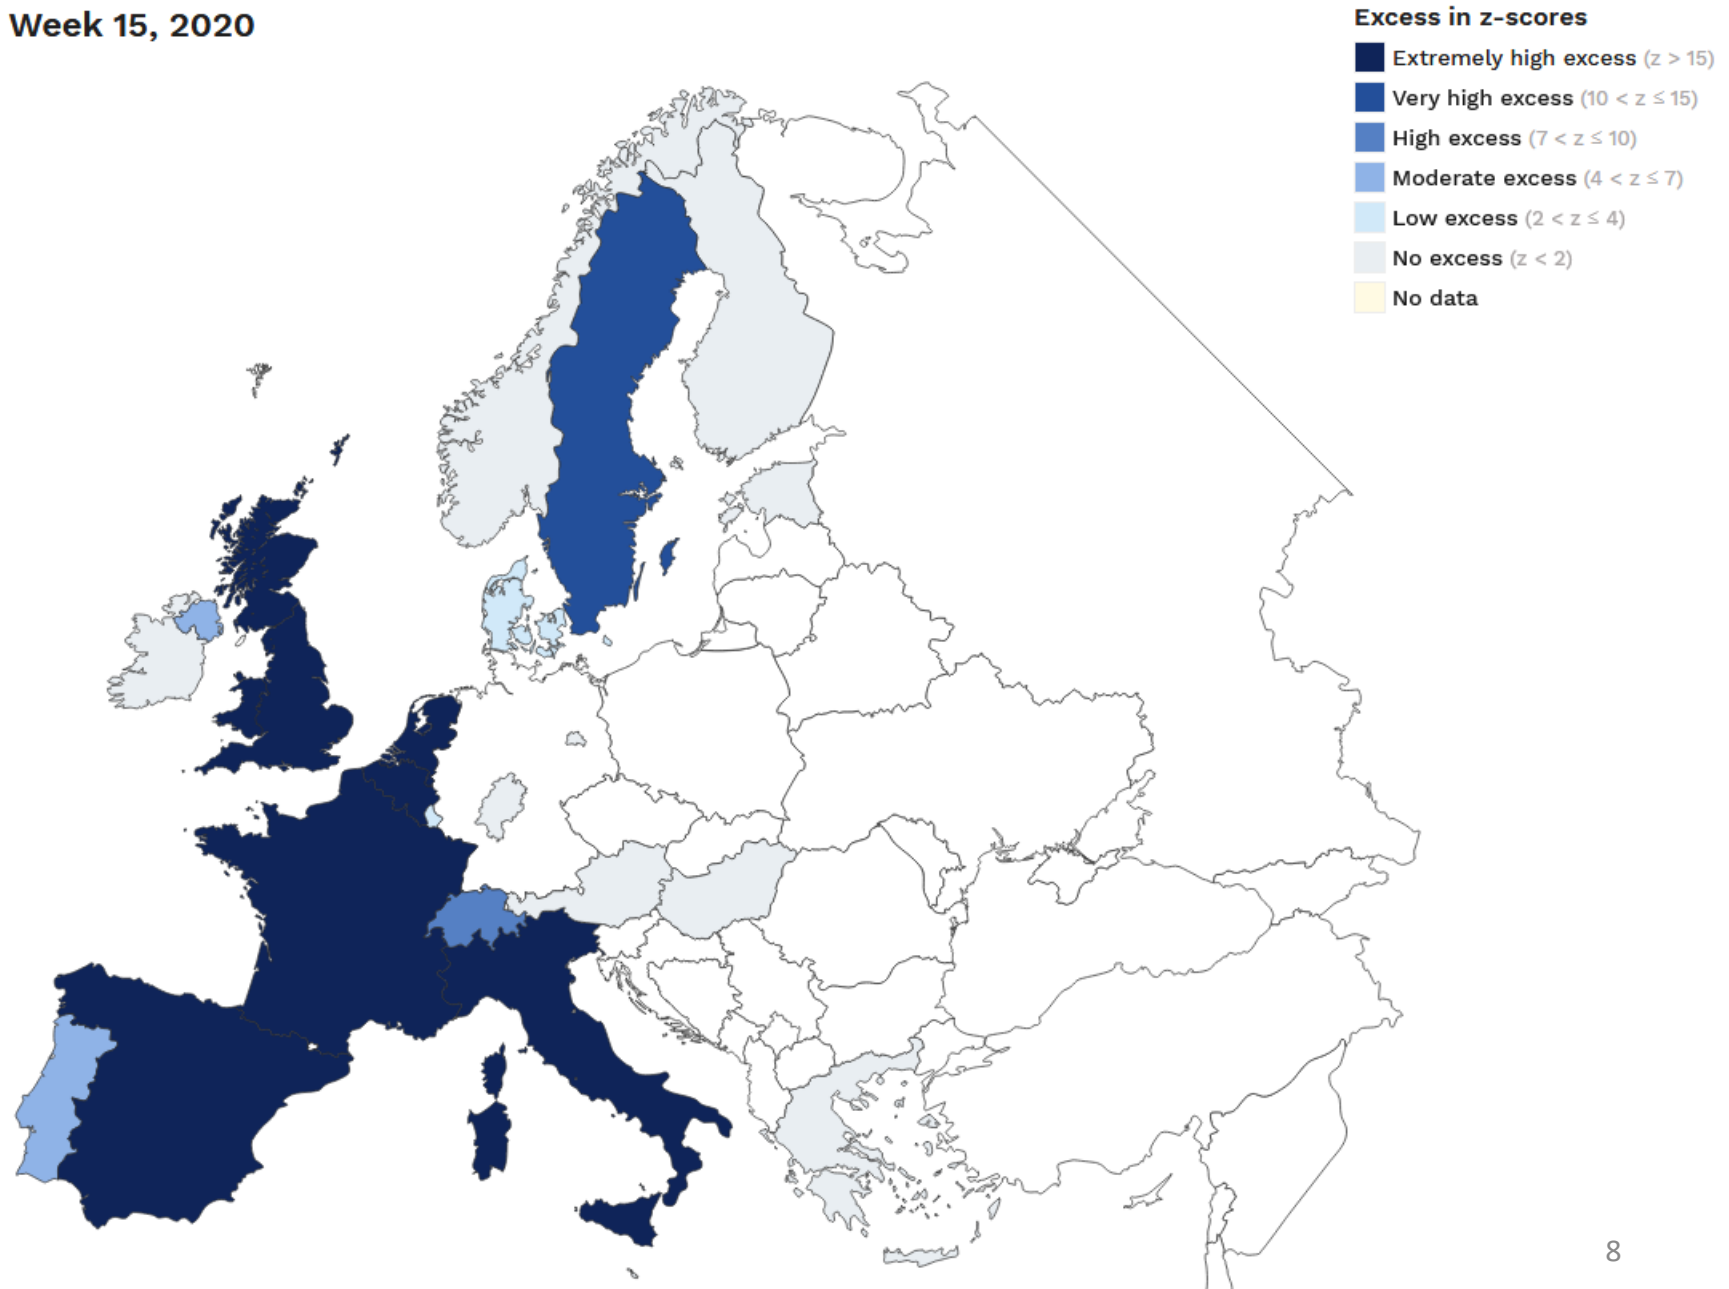 Week 15, 2020
Excess in z-scores
Extremely high excess (z > 15)
Very high excess (10 < z ≤ 15)
High excess (7 < z ≤ 10)
Moderate excess (4 < z ≤ 7)
Low excess (2 < z ≤ 4)
No excess (z < 2)
No data
8